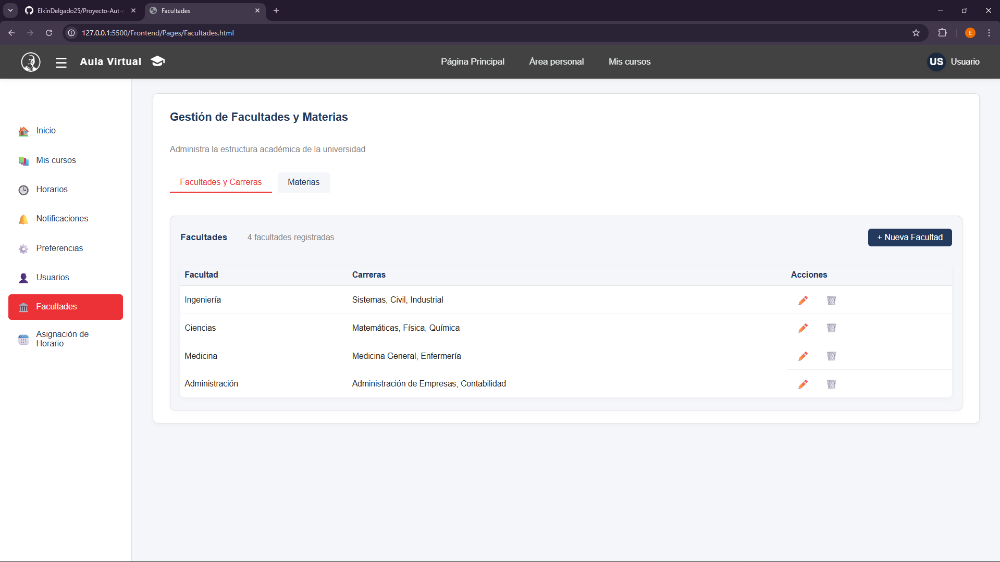 ElkinDelgado25/Proyecto-Aut-r
Facultades
127.0.0.1:5500/Frontend/Pages/Facultades.html
E
Aula Virtual
Página Principal
Área personal
Mis cursos
US
Usuario
Inicio
Mis cursos
Horarios
Notificaciones
Preferencias
Usuarios
Facultades
Asignación de
Horario
Gestión de Facultades y Materias
Administra la estructura académica de la universidad
Facultades y Carreras
Materias
Facultades
4 facultades registradas
+ Nueva Facultad
Facultad Carreras Acciones
Ingeniería Sistemas, Civil, Industrial
Ciencias Matemáticas, Física, Química
Medicina Medicina General, Enfermería
Administración Administración de Empresas, Contabilidad